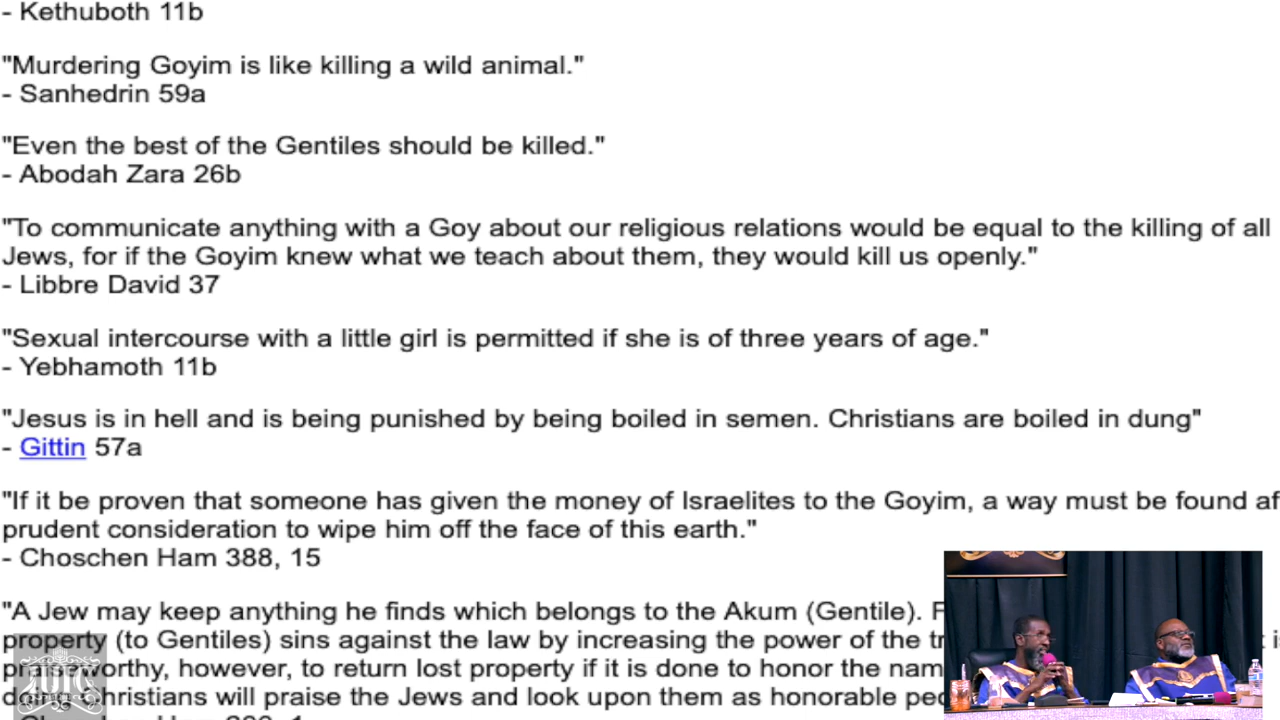 - Kethuboth 11b
"Murdering Goyim is like killing a wild animal."
- Sanhedrin 59a
"Even the best of the Gentiles should be killed."
- Abodah Zara 26b
"To communicate anything with a Goy about our religious relations would be equal to the killing of all
Jews, for if the Goyim knew what we teach about them, they would kill us openly."
- Libbre David 37
"Sexual intercourse with a little girl is permitted if she is of three years of age."
- Yebhamoth 11b
"Jesus is in hell and is being punished by being boiled in semen. Christians are boiled in dung"
- Gittin 57a
"If it be proven that someone has given the money of Israelites to the Goyim, a way must be found af
prudent consideration to wipe him off the face of this earth."
- Choschen Ham 388, 15
"A Jew may keep anything he finds which belongs to the Akum (Gentile). F
property (to Gentiles) sins against the law by increasing the power of the tr
praiseworthy, however, to return lost property if it is done to honor the nam
Christians will praise the Jews and look upon them as honorable